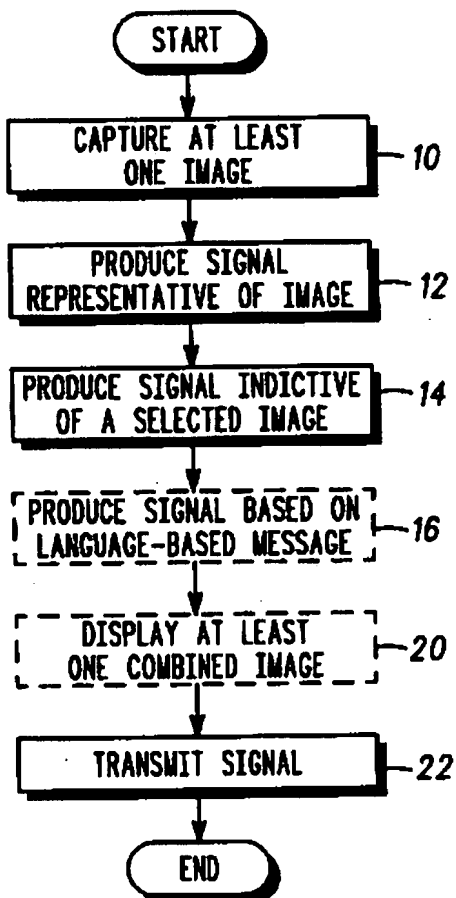 START
CAPTURE AT LEAST
ONE IMAGE
10
PRODUCE SIGNAL
REPRESENTATIVE OF IMAGE
12
PRODUCE SIGNAL INDICTIVE
OF A SELECTED IMAGE
14
PRODUCE SIGNAL BASED ON
LANGUAGE-BASED MESSAGE
16
DISPLAY AT LEAST
ONE COMBINED IMAGE
20
TRANSMIT SIGNAL
22
END